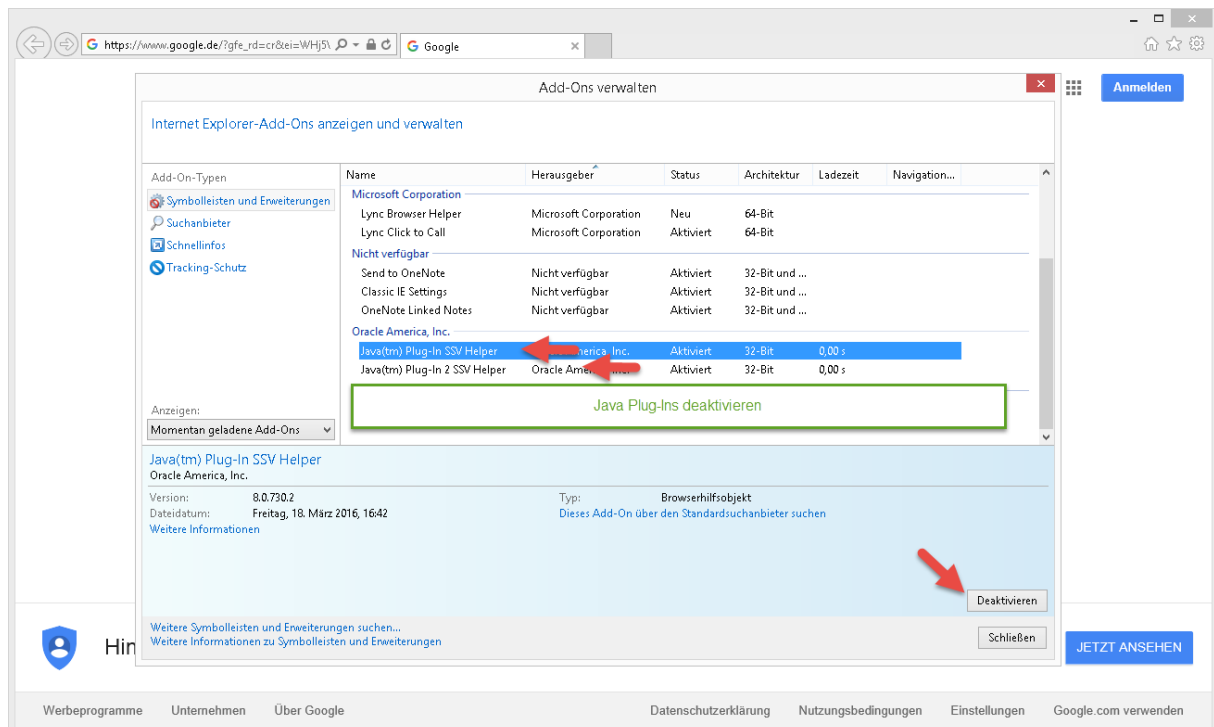 https://www.google.de/?gfe_rd=cr&ei=WHj5\
Google
Add-Ons verwalten
Anmelden
Internet Explorer-Add-Ons anzeigen und verwalten
Add-On-Typen
Symbolleisten und Erweiterungen
Suchanbieter
Schnellinfos
Tracking-Schutz
Name Herausgeber Status Architektur Ladezeit Navigation...
Microsoft Corporation
Lync Browser Helper Microsoft Corporation Neu 64-Bit
Lync Click to Call Microsoft Corporation Aktiviert 64-Bit
Nicht verfügbar
Send to OneNote Nicht verfügbar Aktiviert 32-Bit und ...
Classic IE Settings Nicht verfügbar Aktiviert 32-Bit und ...
OneNote Linked Notes Nicht verfügbar Aktiviert 32-Bit und ...
Oracle America, Inc.
Java(tm) Plug-In SSV Helper America, Inc. Aktiviert 32-Bit 0,00 s
Java(tm) Plug-In 2 SSV Helper Oracle Aktiviert 32-Bit 0,00 s
Java Plug-Ins deaktivieren
Anzeigen:
Momentan geladene Add-Ons
Java(tm) Plug-In SSV Helper
Oracle America, Inc.
Version: 8.0.730.2 Typ: Browserhilfsobjekt
Dateidatum: Freitag, 18. März 2016, 16:42 Dieses Add-On über den Standardsuchanbieter suchen
Weitere Informationen
Deaktivieren
Weitere Symbolleisten und Erweiterungen suchen...
Weitere Informationen zu Symbolleisten und Erweiterungen
Schließen
Hin
JETZT ANSEHEN
Werbeprogramme Unternehmen Über Google Datenschutzerklärung Nutzungsbedingungen Einstellungen Google.com verwenden